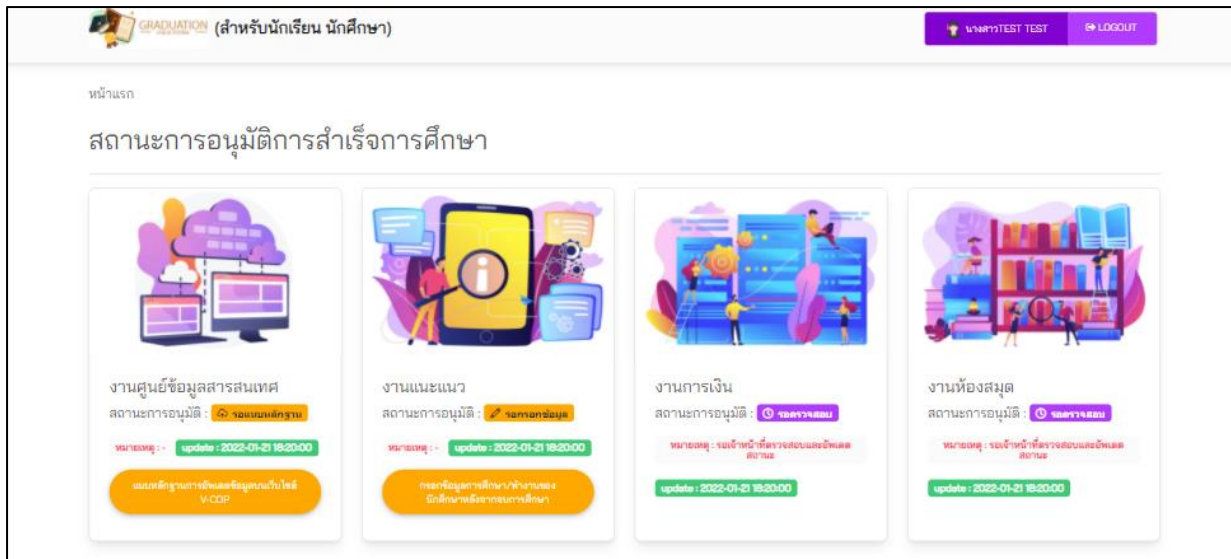 GRADUATION (สำหรับนักเรียน นักศึกษา)
นางสาวTEST TEST
LOGOUT
หน้าแรก
สถานะการอนุมัติการสำเร็จการศึกษา
งานศูนย์ข้อมูลสารสนเทศ
สถานะการอนุมัติ : รอแนบหลักฐาน
หมายเหตุ : - update : 2022-01-21 18:20:00
แนบหลักฐานการอัพเดตข้อมูลบนเว็บไซต์
V-COP
งานแนะแนว
สถานะการอนุมัติ : รอกรอกข้อมูล
หมายเหตุ : - update : 2022-01-21 18:20:00
กรอกข้อมูลการศึกษา/ทำงานของ
นักศึกษาหลังจากจบการศึกษา
งานการเงิน
สถานะการอนุมัติ : รอตรวจสอบ
หมายเหตุ : รอเจ้าหน้าที่ตรวจสอบและอัพเดต
สถานะ
update : 2022-01-21 18:20:00
งานห้องสมุด
สถานะการอนุมัติ : รอตรวจสอบ
หมายเหตุ : รอเจ้าหน้าที่ตรวจสอบและอัพเดต
สถานะ
update : 2022-01-21 18:20:00